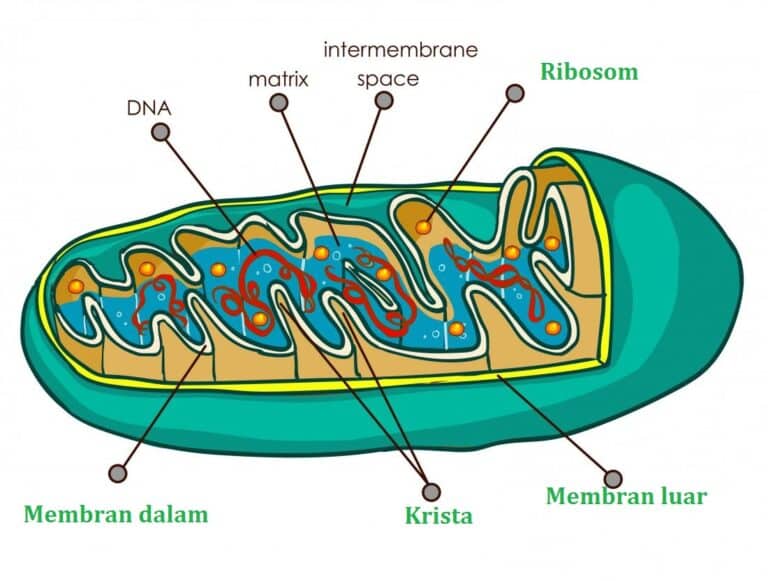 intermembrane
space
Ribosom
matrix
DNA
Membran dalam
Krista
Membran luar